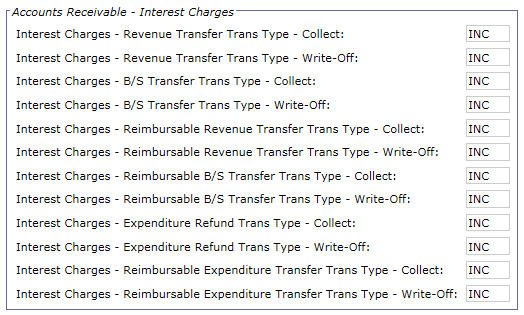 Accounts Receivable - Interest Charges
Interest Charges - Revenue Transfer Trans Type - Collect: INC
Interest Charges - Revenue Transfer Trans Type - Write-Off: INC
Interest Charges - B/S Transfer Trans Type - Collect: INC
Interest Charges - B/S Transfer Trans Type - Write-Off: INC
Interest Charges - Reimbursable Revenue Transfer Trans Type - Collect: INC
Interest Charges - Reimbursable Revenue Transfer Trans Type - Write-Off: INC
Interest Charges - Reimbursable B/S Transfer Trans Type - Collect: INC
Interest Charges - Reimbursable B/S Transfer Trans Type - Write-Off: INC
Interest Charges - Expenditure Refund Trans Type - Collect: INC
Interest Charges - Expenditure Refund Trans Type - Write-Off: INC
Interest Charges - Reimbursable Expenditure Transfer Trans Type - Collect: INC
Interest Charges - Reimbursable Expenditure Transfer Trans Type - Write-Off: INC